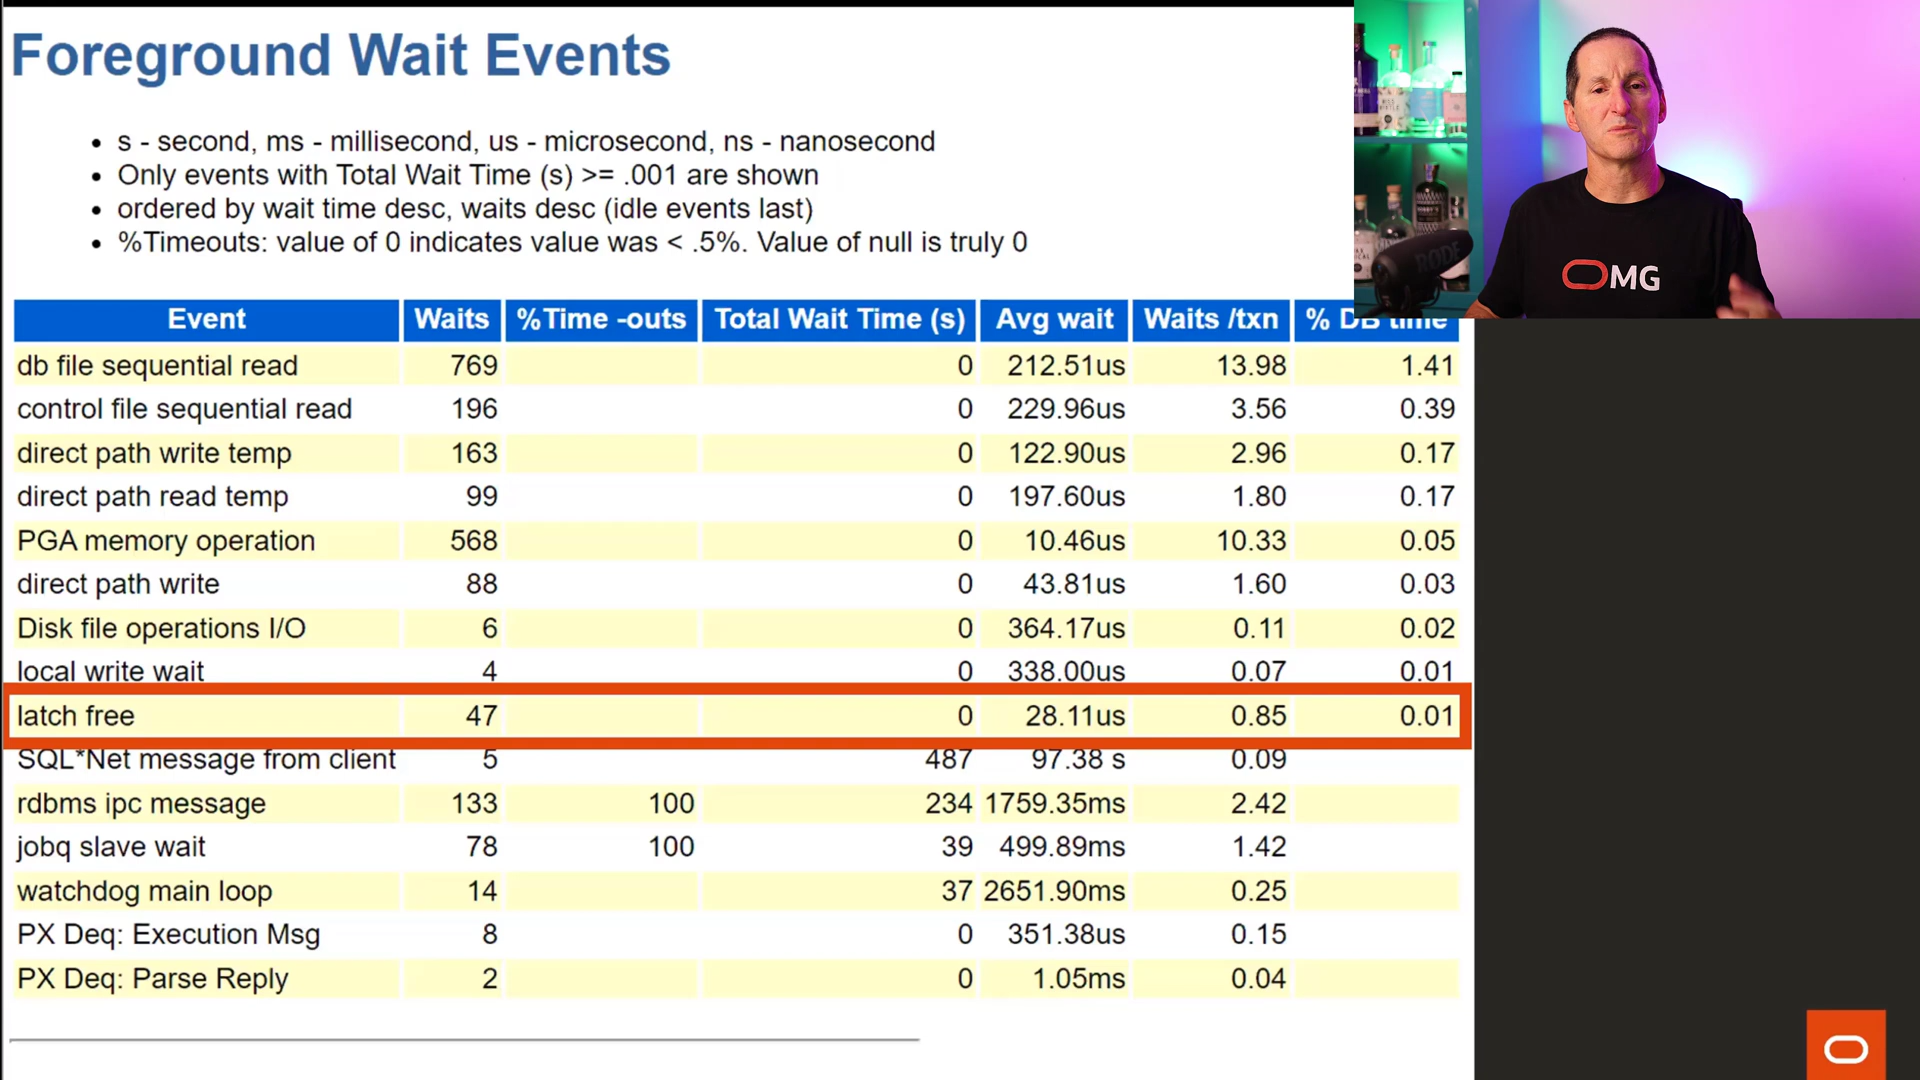 Foreground Wait Events
• s - second, ms - millisecond, us - microsecond, ns - nanosecond
• Only events with Total Wait Time (s) >= .001 are shown
• ordered by wait time desc, waits desc (idle events last)
• %Timeouts: value of 0 indicates value was < .5%. Value of null is truly 0
Event Waits %Time -outs Total Wait Time (s) Avg wait Waits /txn % DB time
db file sequential read 769 0 212.51us 13.98 1.41
control file sequential read 196 0 229.96us 3.56 0.39
direct path write temp 163 0 122.90us 2.96 0.17
direct path read temp 99 0 197.60us 1.80 0.17
PGA memory operation 568 0 10.46us 10.33 0.05
direct path write 88 0 43.81us 1.60 0.03
Disk file operations I/O 6 0 364.17us 0.11 0.02
local write wait 4 0 338.00us 0.07 0.01
latch free 47 0 28.11us 0.85 0.01
SQL*Net message from client 5 487 97.38 s 0.09
rdbms ipc message 133 100 234 1759.35ms 2.42
jobq slave wait 78 100 39 499.89ms 1.42
watchdog main loop 14 37 2651.90ms 0.25
PX Deq: Execution Msg 8 0 351.38us 0.15
PX Deq: Parse Reply 2 0 1.05ms 0.04
OMG
RODE